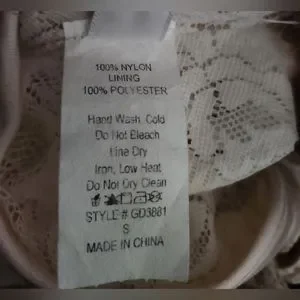 100% NYLON
LINING
100% POLYESTER
Hand Wash Cold
Do Not Bleach
Line Dry
Iron, Low Heat
Do Not Dry Clean
STYLE # GD3881
S
MADE IN CHINA